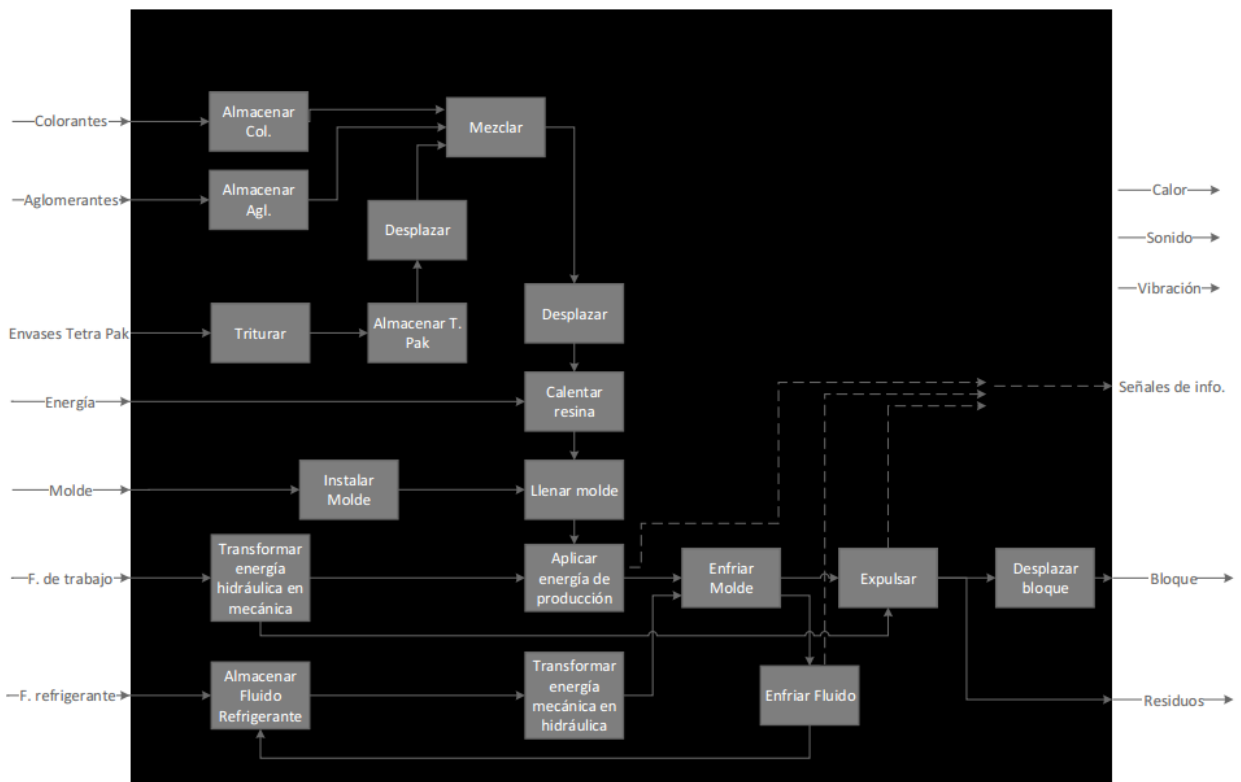 Colorantes
Almacenar
Col.
Mezclar
Aglomerantes
Almacenar
Agl.
Calor
Desplazar
Sonido
Vibración
Envases Tetra Pak
Triturar
Almacenar T.
Pak
Desplazar
Energía
Calentar
resina
Señales de info.
Molde
Instalar
Molde
Llenar molde
F. de trabajo
Transformar
energía
hidráulica en
mecánica
Aplicar
energía de
producción
Enfriar
Molde
Expulsar
Desplazar
bloque
Bloque
F. refrigerante
Almacenar
Fluido
Refrigerante
Transformar
energía
mecánica en
hidráulica
Enfriar Fluido
Residuos